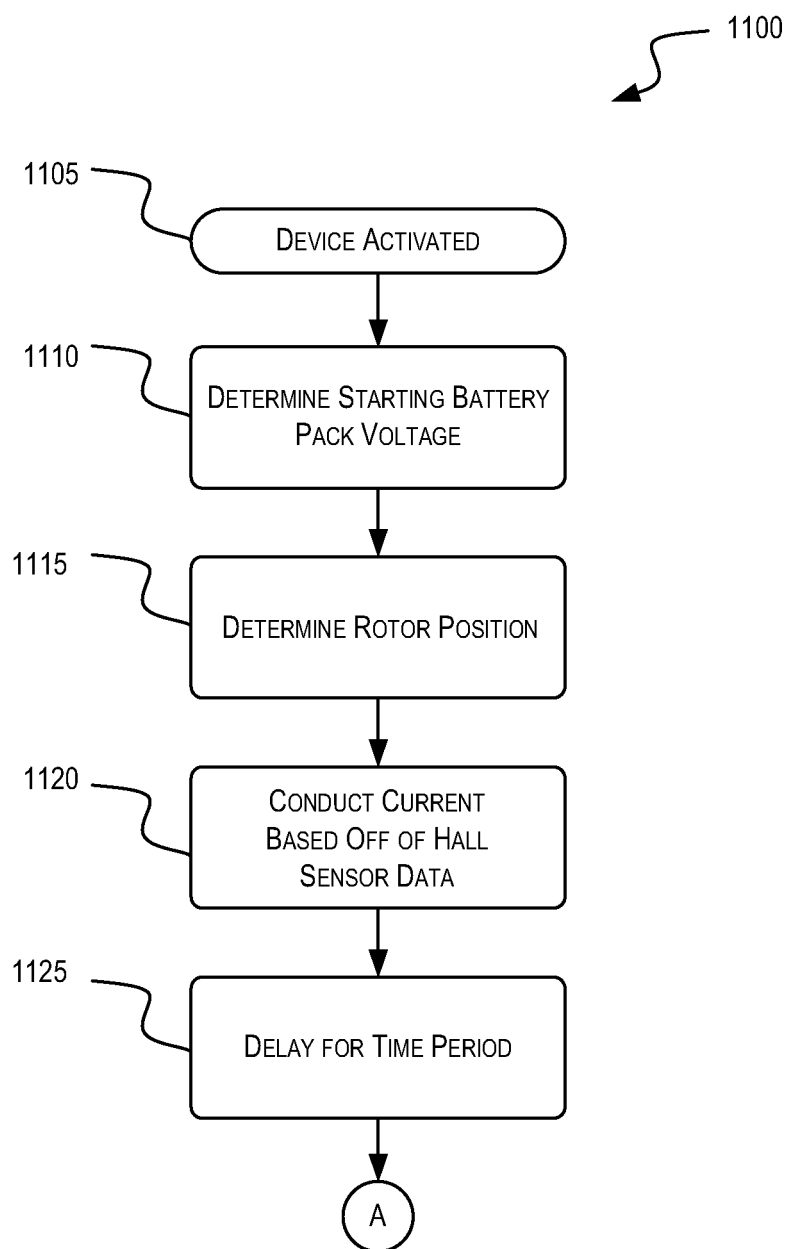 1100
1105
DEVICE ACTIVATED
1110
DETERMINE STARTING BATTERY
PACK VOLTAGE
1115
DETERMINE ROTOR POSITION
1120
CONDUCT CURRENT
BASED OFF OF HALL
SENSOR DATA
1125
DELAY FOR TIME PERIOD
A